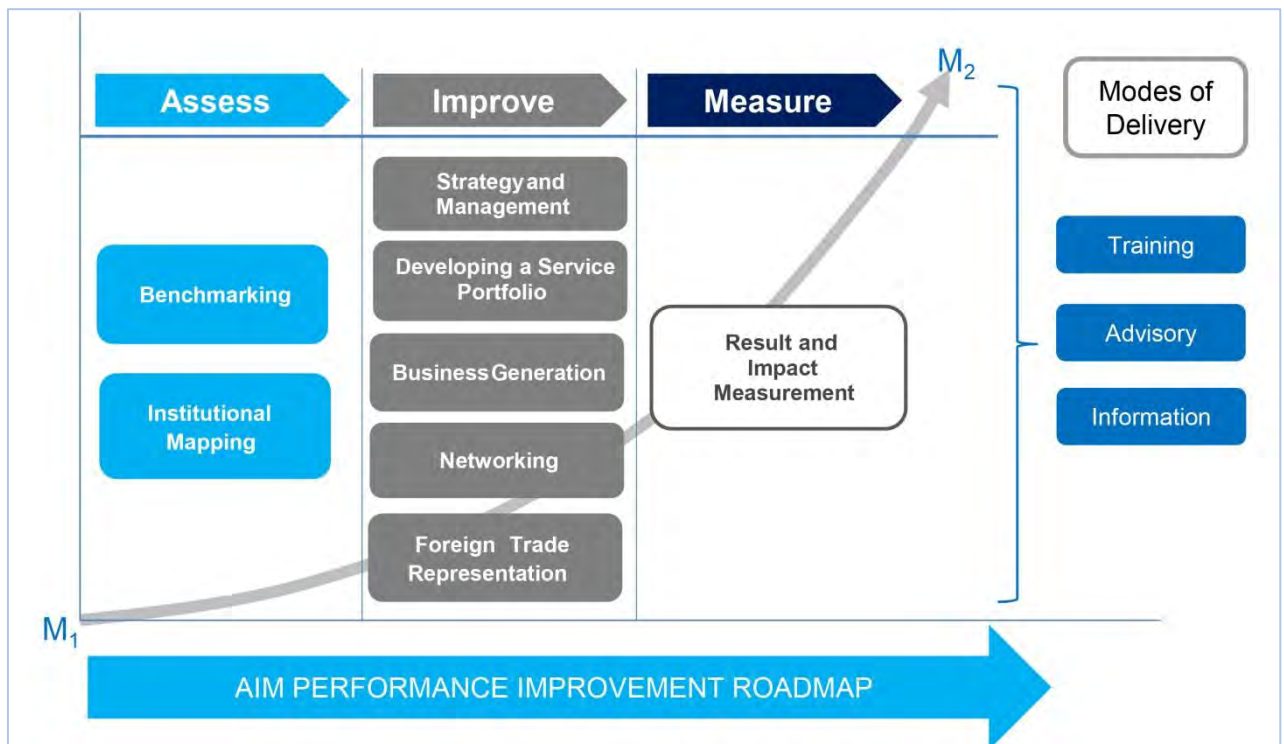 Assess
Improve
Measure
M2
Modes of
Delivery
Benchmarking
Institutional
Mapping
Strategy and
Management
Developing a Service
Portfolio
Business Generation
Networking
Foreign Trade
Representation
Result and
Impact
Measurement
Training
Advisory
Information
M1
AIM PERFORMANCE IMPROVEMENT ROADMAP